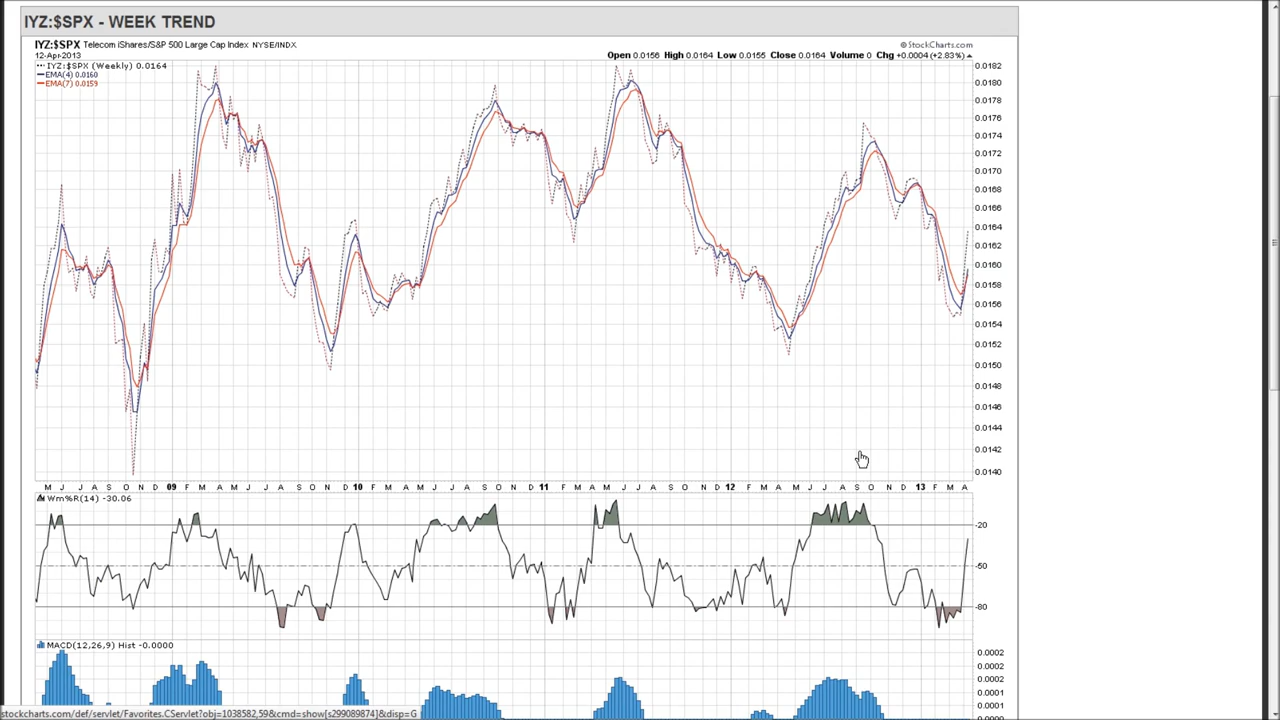 IYZ:$SPX - WEEK TREND
IYZ:$SPX Telecom iShares/S&P 500 Large Cap Index NYSE/INDX
© StockCharts.com
12-Apr-2013
Open 0.0156 High 0.0164 Low 0.0155 Close 0.0164 Volume 0 Chg +0.0004 (+2.83%)
IYZ:$SPX (Weekly) 0.0164
EMA(4) 0.0160
EMA(7) 0.0159
0.0182
0.0180
0.0178
0.0176
0.0174
0.0172
0.0170
0.0168
0.0166
0.0164
0.0162
0.0160
0.0158
0.0156
0.0154
0.0152
0.0150
0.0148
0.0146
0.0144
0.0142
0.0140
M J J A S O N D 09 F M A M J J A S O N D 10 F M A M J J A S O N D 11 F M A M J J A S O N D 12 F M A M J J A S O N D 13 F M A
Wm%R(14) -30.06
-20
-50
-80
MACD(12,26,9) Hist -0.0000
0.0002
0.0002
0.0001
0.0001
0.0000
stockcharts.com/def/servlet/Favorites.CServlet?obj=1038582,59&cmd=show[s299089874]&disp=G